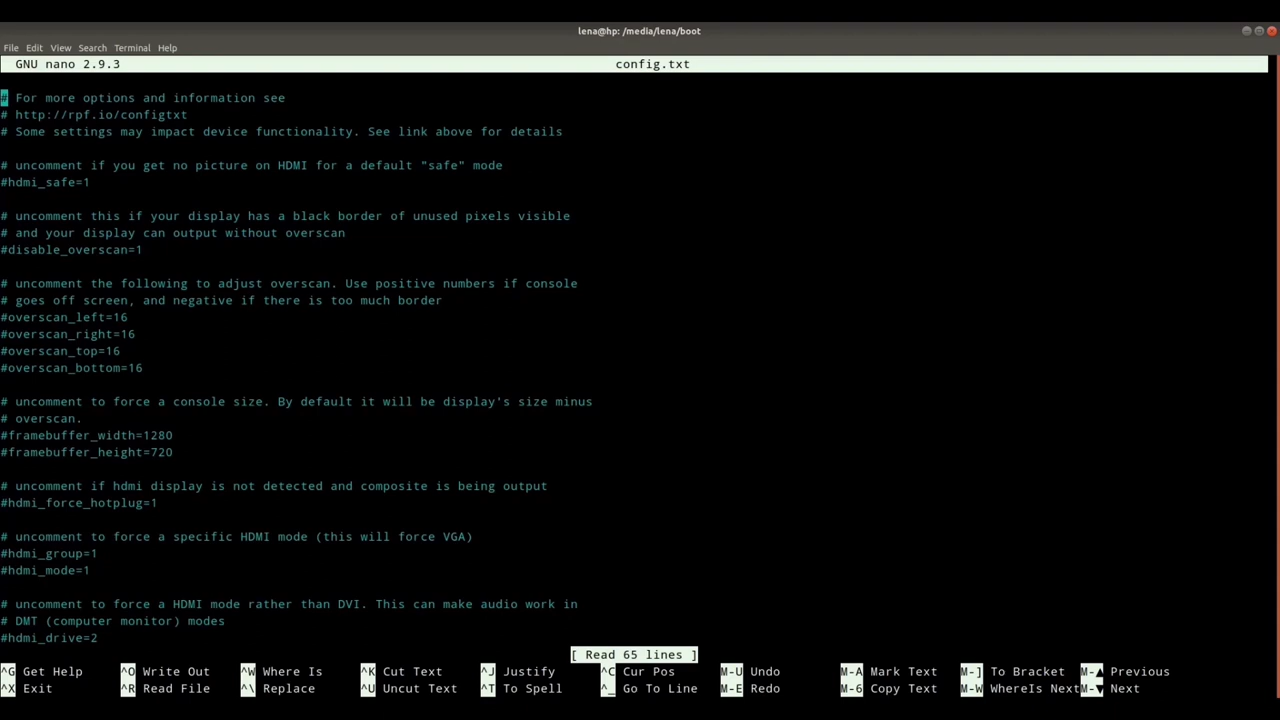 lena@hp: /media/lena/boot
File Edit View Search Terminal Help
GNU nano 2.9.3 config.txt
# For more options and information see
# http://rpf.io/configtxt
# Some settings may impact device functionality. See link above for details
# uncomment if you get no picture on HDMI for a default "safe" mode
#hdmi_safe=1
# uncomment this if your display has a black border of unused pixels visible
# and your display can output without overscan
#disable_overscan=1
# uncomment the following to adjust overscan. Use positive numbers if console
# goes off screen, and negative if there is too much border
#overscan_left=16
#overscan_right=16
#overscan_top=16
#overscan_bottom=16
# uncomment to force a console size. By default it will be display's size minus
# overscan.
#framebuffer_width=1280
#framebuffer_height=720
# uncomment if hdmi display is not detected and composite is being output
#hdmi_force_hotplug=1
# uncomment to force a specific HDMI mode (this will force VGA)
#hdmi_group=1
#hdmi_mode=1
# uncomment to force a HDMI mode rather than DVI. This can make audio work in
# DMT (computer monitor) modes
#hdmi_drive=2
[ Read 65 lines ]
^G Get Help ^O Write Out ^W Where Is ^K Cut Text ^J Justify ^C Cur Pos M-U Undo M-A Mark Text M-] To Bracket M-▲ Previous
^X Exit ^R Read File ^\ Replace ^U Uncut Text ^T To Spell ^_ Go To Line M-E Redo M-6 Copy Text M-W WhereIs Next M-▼ Next